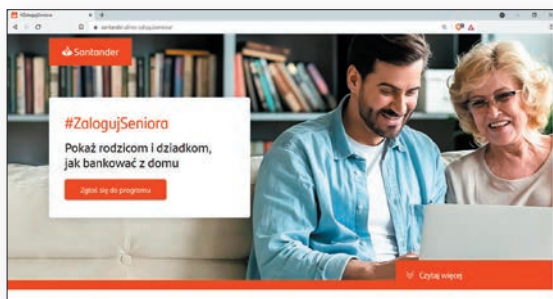 #ZalogujSeniora
Santander
#ZalogujSeniora
Pokaż rodzicom i dziadkom,
jak bankować z domu
Zgłoś się do programu
Czytaj więcej